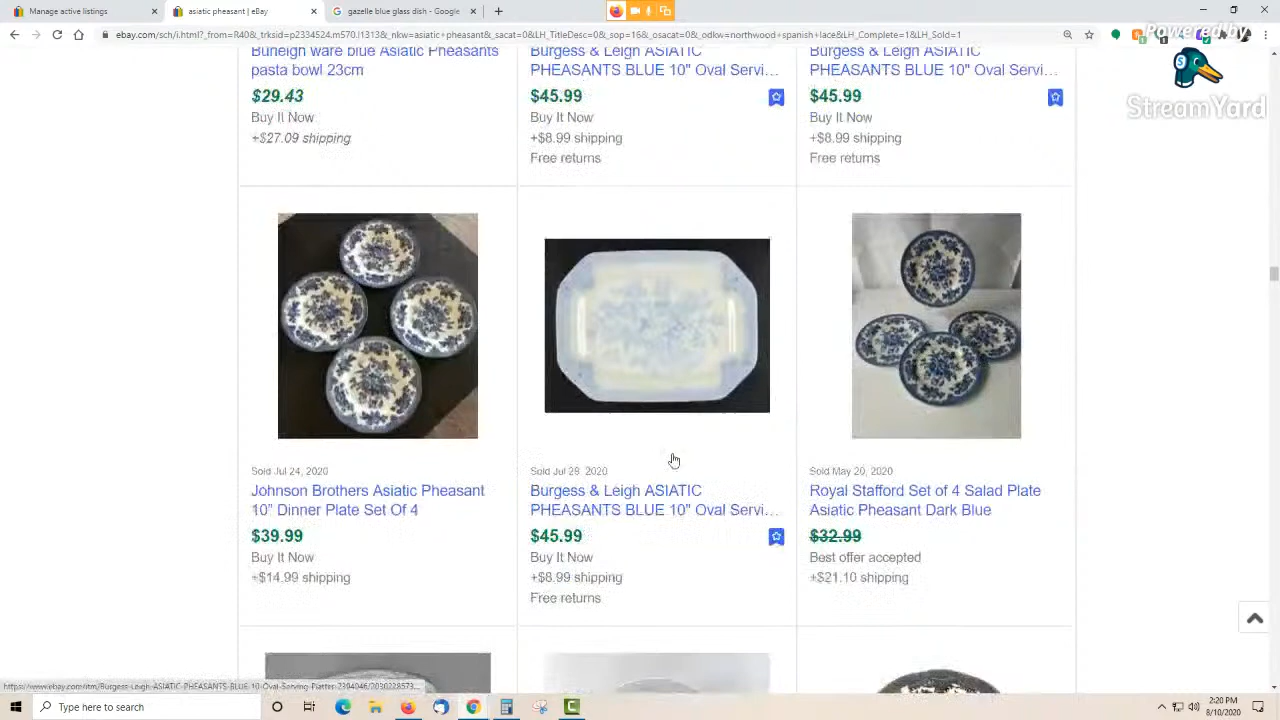 Manage active listings
asiatic pheasant | eBay
gazelle blue glass dish - Google
ebay.com/sch/i.html?_from=R40&_trksid=p2334524.m570.l1313&_nkw=asiatic+pheasant&_sacat=0&LH_TitleDesc=0&_sop=16&_osacat=0&_odkw=northwood+spanish+lace&LH_Complete=1&LH_Sold=1
Powered by
StreamYard
Burleigh ware blue Asiatic Pheasants
pasta bowl 23cm
$29.43
Buy It Now
+$27.09 shipping
Burgess & Leigh ASIATIC
PHEASANTS BLUE 10" Oval Servi...
$45.99
Buy It Now
+$8.99 shipping
Free returns
Burgess & Leigh ASIATIC
PHEASANTS BLUE 10" Oval Servi...
$45.99
Buy It Now
+$8.99 shipping
Free returns
Sold Jul 24, 2020
Johnson Brothers Asiatic Pheasant
10” Dinner Plate Set Of 4
$39.99
Buy It Now
+$14.99 shipping
Sold Jul 29, 2020
Burgess & Leigh ASIATIC
PHEASANTS BLUE 10" Oval Servi...
$45.99
Buy It Now
+$8.99 shipping
Free returns
Sold May 20, 2020
Royal Stafford Set of 4 Salad Plate
Asiatic Pheasant Dark Blue
$32.99
Best offer accepted
+$21.10 shipping
Type here to search
2:20 PM
8/10/2020